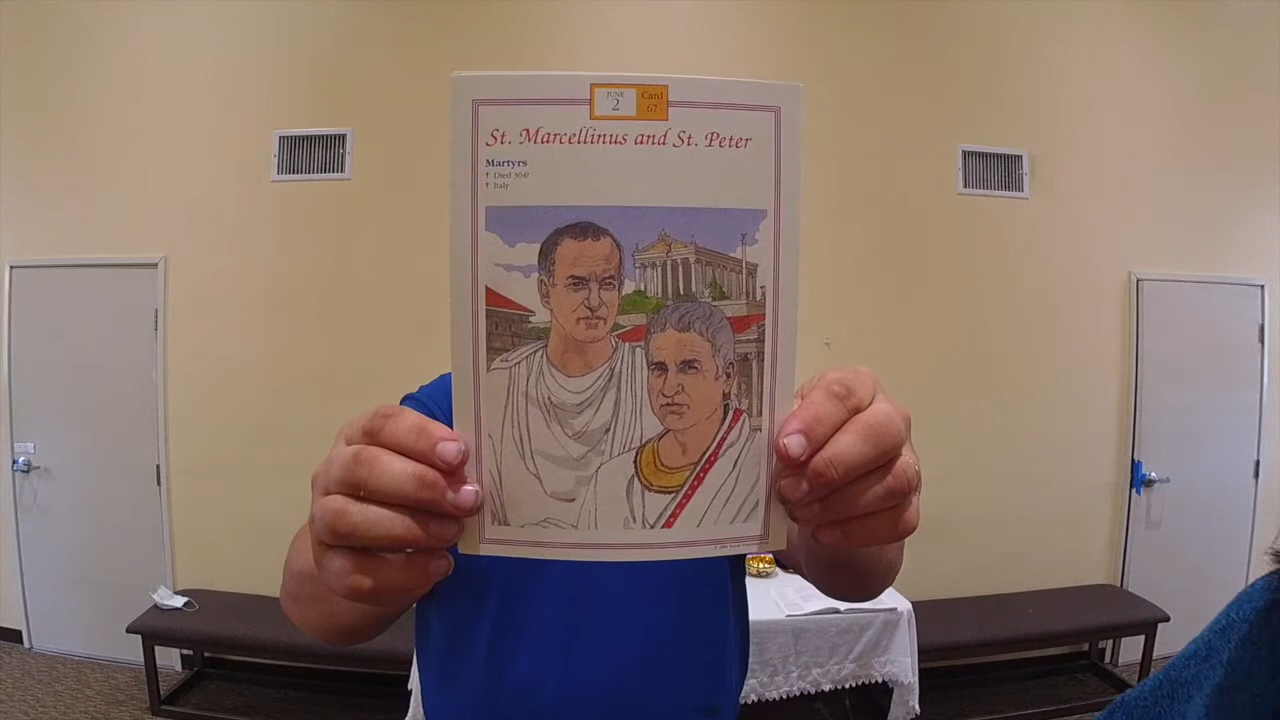 JUNE
2
Card
67
St. Marcellinus and St. Peter
Martyrs
† Died 304?
† Italy